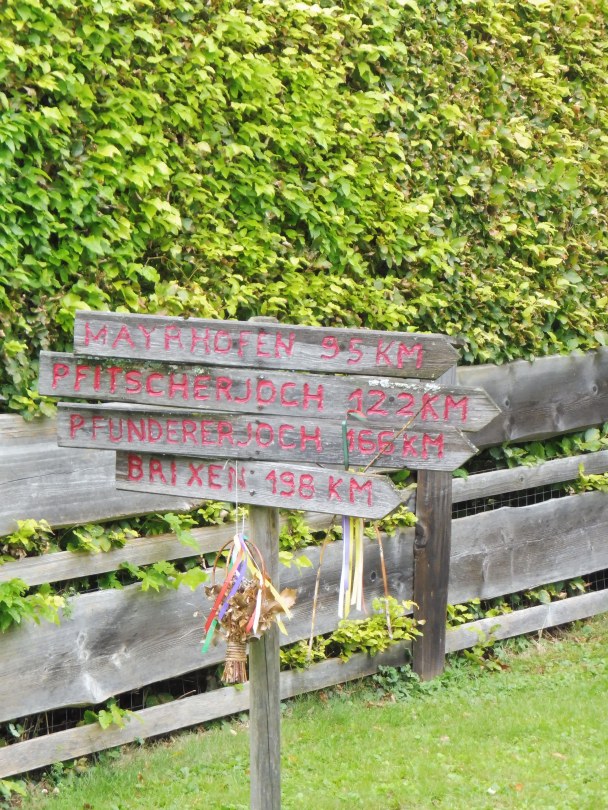 MAYRHOFEN 95 KM
PFITSCHERJOCH 122 KM
PFUNDERERJOCH 166 KM
BRIXEN 198 KM